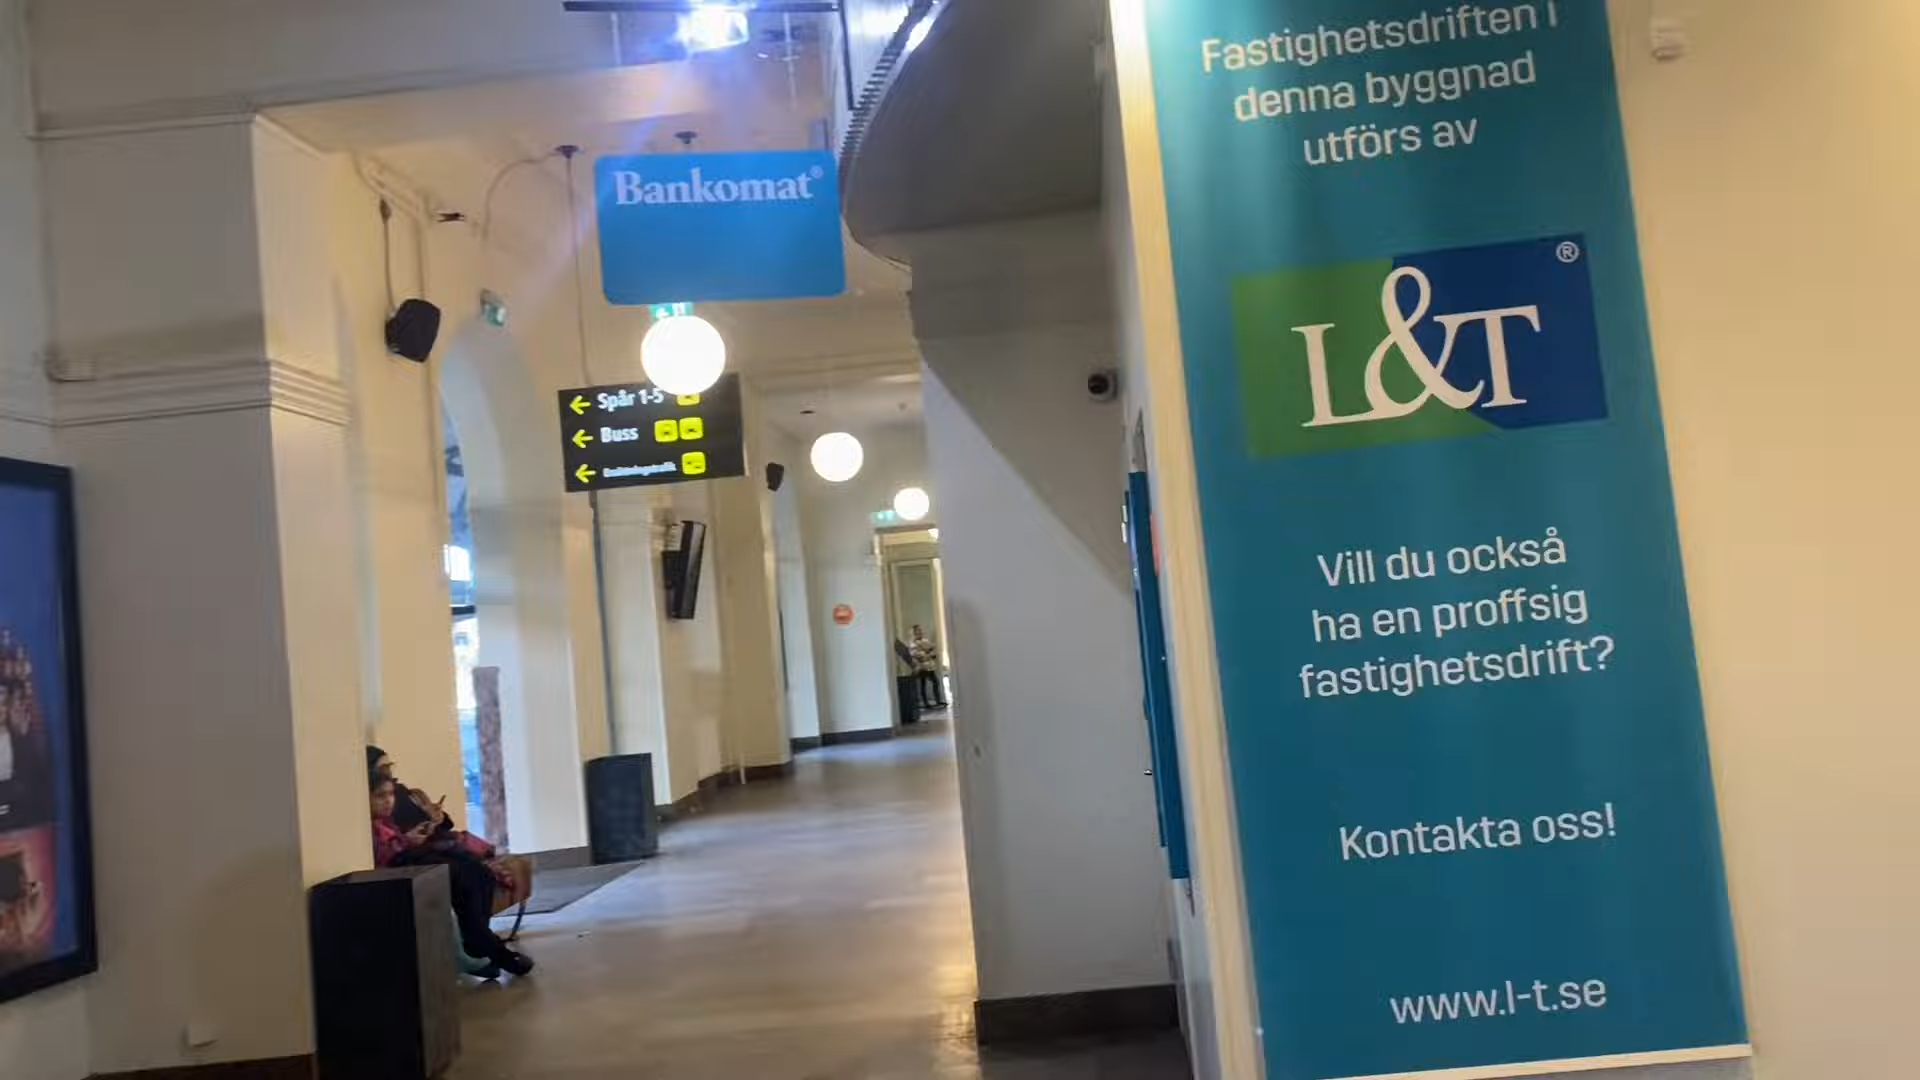 Bankomat®
Spår 1-5
Buss
Fastighetsdriften i
denna byggnad
utförs av
L&T®
Vill du också
ha en proffsig
fastighetsdrift?
Kontakta oss!
www.l-t.se